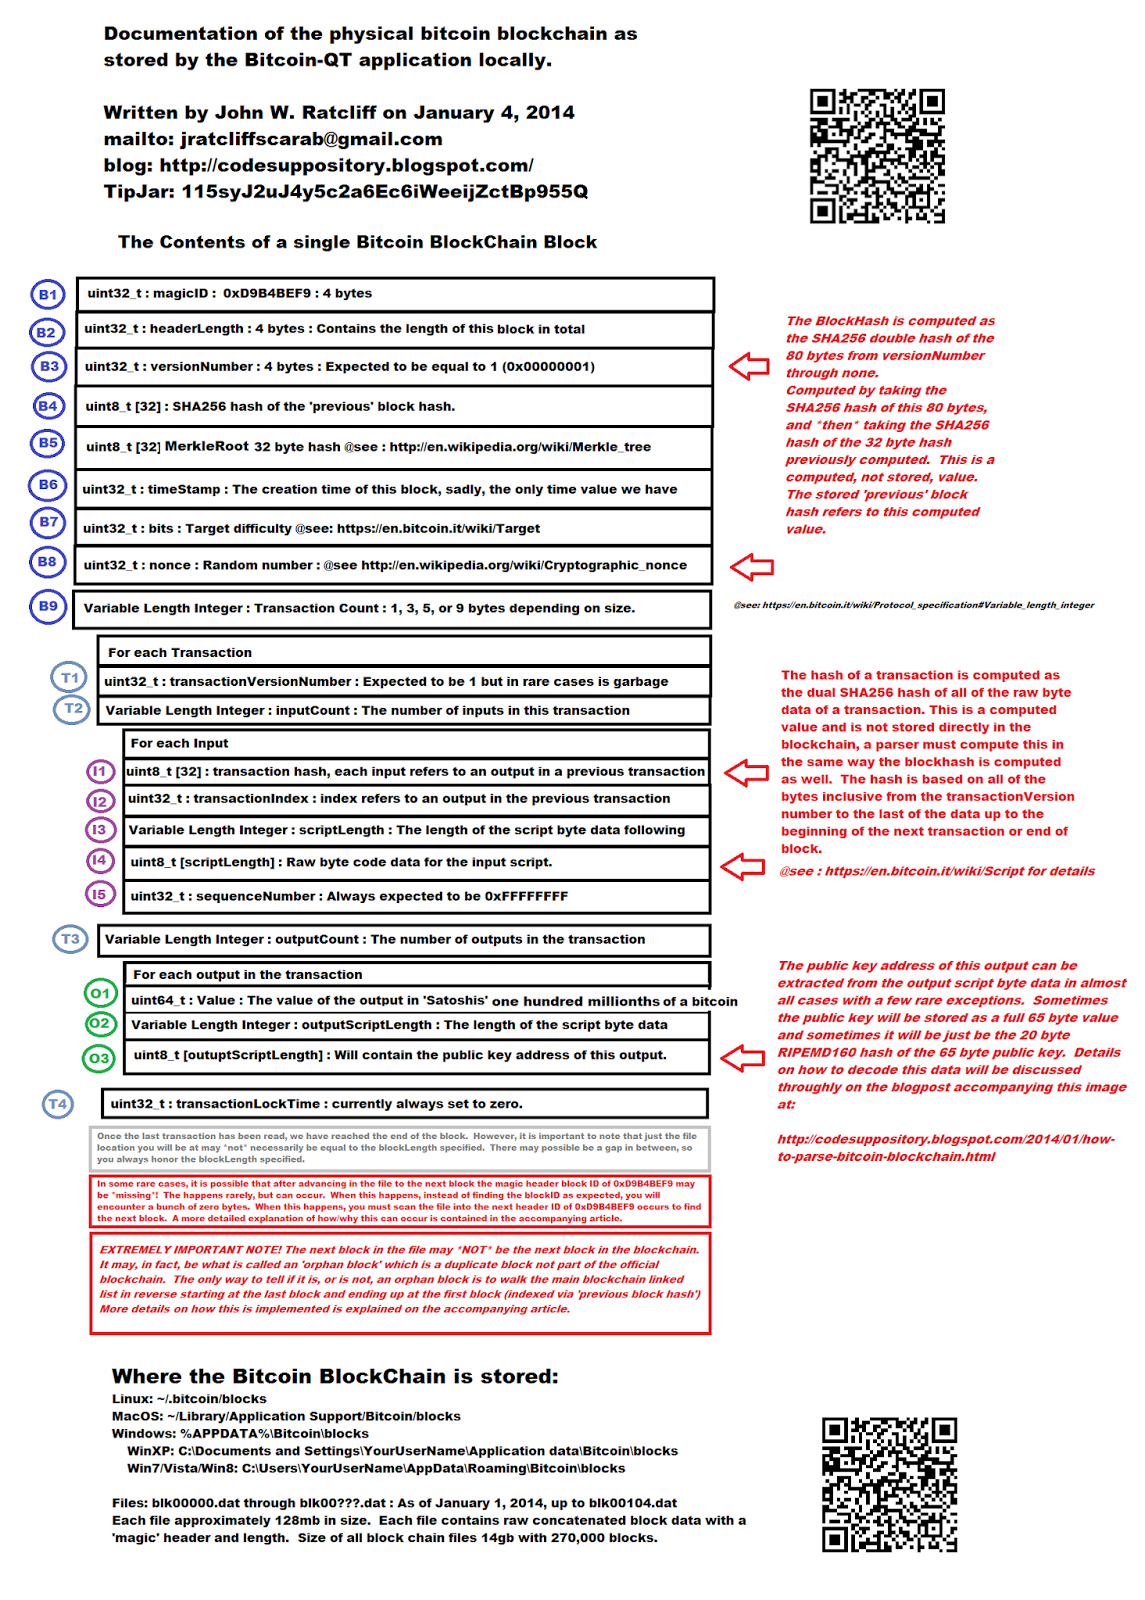 Documentation of the physical bitcoin blockchain as
stored by the Bitcoin-QT application locally.
Written by John W. Ratcliff on January 4, 2014
mailto: jratcliffscarab@gmail.com
blog: http://codesuppository.blogspot.com/
TipJar: 115syJ2uJ4y5c2a6Ec6iWeeijZctBp955Q
The Contents of a single Bitcoin BlockChain Block
B1 uint32_t : magicID : 0xD9B4BEF9 : 4 bytes
B2 uint32_t : headerLength : 4 bytes : Contains the length of this block in total
B3 uint32_t : versionNumber : 4 bytes : Expected to be equal to 1 (0x00000001)
B4 uint8_t [32] : SHA256 hash of the 'previous' block hash.
B5 uint8_t [32] MerkleRoot 32 byte hash @see : http://en.wikipedia.org/wiki/Merkle_tree
B6 uint32_t : timeStamp : The creation time of this block, sadly, the only time value we have
B7 uint32_t : bits : Target difficulty @see: https://en.bitcoin.it/wiki/Target
B8 uint32_t : nonce : Random number : @see http://en.wikipedia.org/wiki/Cryptographic_nonce
B9 Variable Length Integer : Transaction Count : 1, 3, 5, or 9 bytes depending on size.
The BlockHash is computed as
the SHA256 double hash of the
80 bytes from versionNumber
through none.
Computed by taking the
SHA256 hash of this 80 bytes,
and *then* taking the SHA256
hash of the 32 byte hash
previously computed. This is a
computed, not stored, value.
The stored 'previous' block
hash refers to this computed
value.
@see: https://en.bitcoin.it/wiki/Protocol_specification#Variable_length_integer
For each Transaction
T1 uint32_t : transactionVersionNumber : Expected to be 1 but in rare cases is garbage
T2 Variable Length Integer : inputCount : The number of inputs in this transaction
For each Input
I1 uint8_t [32] : transaction hash, each input refers to an output in a previous transaction
I2 uint32_t : transactionIndex : index refers to an output in the previous transaction
I3 Variable Length Integer : scriptLength : The length of the script byte data following
I4 uint8_t [scriptLength] : Raw byte code data for the input script.
I5 uint32_t : sequenceNumber : Always expected to be 0xFFFFFFFF
The hash of a transaction is computed as
the dual SHA256 hash of all of the raw byte
data of a transaction. This is a computed
value and is not stored directly in the
blockchain, a parser must compute this in
the same way the blockhash is computed
as well. The hash is based on all of the
bytes inclusive from the transactionVersion
number to the last of the data up to the
beginning of the next transaction or end of
block.
@see : https://en.bitcoin.it/wiki/Script for details
T3 Variable Length Integer : outputCount : The number of outputs in the transaction
For each output in the transaction
O1 uint64_t : Value : The value of the output in 'Satoshis' one hundred millionths of a bitcoin
O2 Variable Length Integer : outputScriptLength : The length of the script byte data
O3 uint8_t [outuptScriptLength] : Will contain the public key address of this output.
The public key address of this output can be
extracted from the output script byte data in almost
all cases with a few rare exceptions. Sometimes
the public key will be stored as a full 65 byte value
and sometimes it will be just be the 20 byte
RIPEMD160 hash of the 65 byte public key. Details
on how to decode this data will be discussed
throughly on the blogpost accompanying this image
at:
http://codesuppository.blogspot.com/2014/01/how-
to-parse-bitcoin-blockchain.html
T4 uint32_t : transactionLockTime : currently always set to zero.
Once the last transaction has been read, we have reached the end of the block. However, it is important to note that just the file
location you will be at may *not* necessarily be equal to the blockLength specified. There may possible be a gap in between, so
you always honor the blockLength specified.
In some rare cases, it is possible that after advancing in the file to the next block the magic header block ID of 0xD9B4BEF9 may
be *missing*! The happens rarely, but can occur. When this happens, instead of finding the blockID as expected, you will
encounter a bunch of zero bytes. When this happens, you must scan the file into the next header ID of 0xD9B4BEF9 occurs to find
the next block. A more detailed explanation of how/why this can occur is contained in the accompanying article.
EXTREMELY IMPORTANT NOTE! The next block in the file may *NOT* be the next block in the blockchain.
It may, in fact, be what is called an 'orphan block' which is a duplicate block not part of the official
blockchain. The only way to tell if it is, or is not, an orphan block is to walk the main blockchain linked
list in reverse starting at the last block and ending up at the first block (indexed via 'previous block hash')
More details on how this is implemented is explained on the accompanying article.
Where the Bitcoin BlockChain is stored:
Linux: ~/.bitcoin/blocks
MacOS: ~/Library/Application Support/Bitcoin/blocks
Windows: %APPDATA%\Bitcoin\blocks
WinXP: C:\Documents and Settings\YourUserName\Application data\Bitcoin\blocks
Win7/Vista/Win8: C:\Users\YourUserName\AppData\Roaming\Bitcoin\blocks
Files: blk00000.dat through blk00???.dat : As of January 1, 2014, up to blk00104.dat
Each file approximately 128mb in size. Each file contains raw concatenated block data with a
'magic' header and length. Size of all block chain files 14gb with 270,000 blocks.